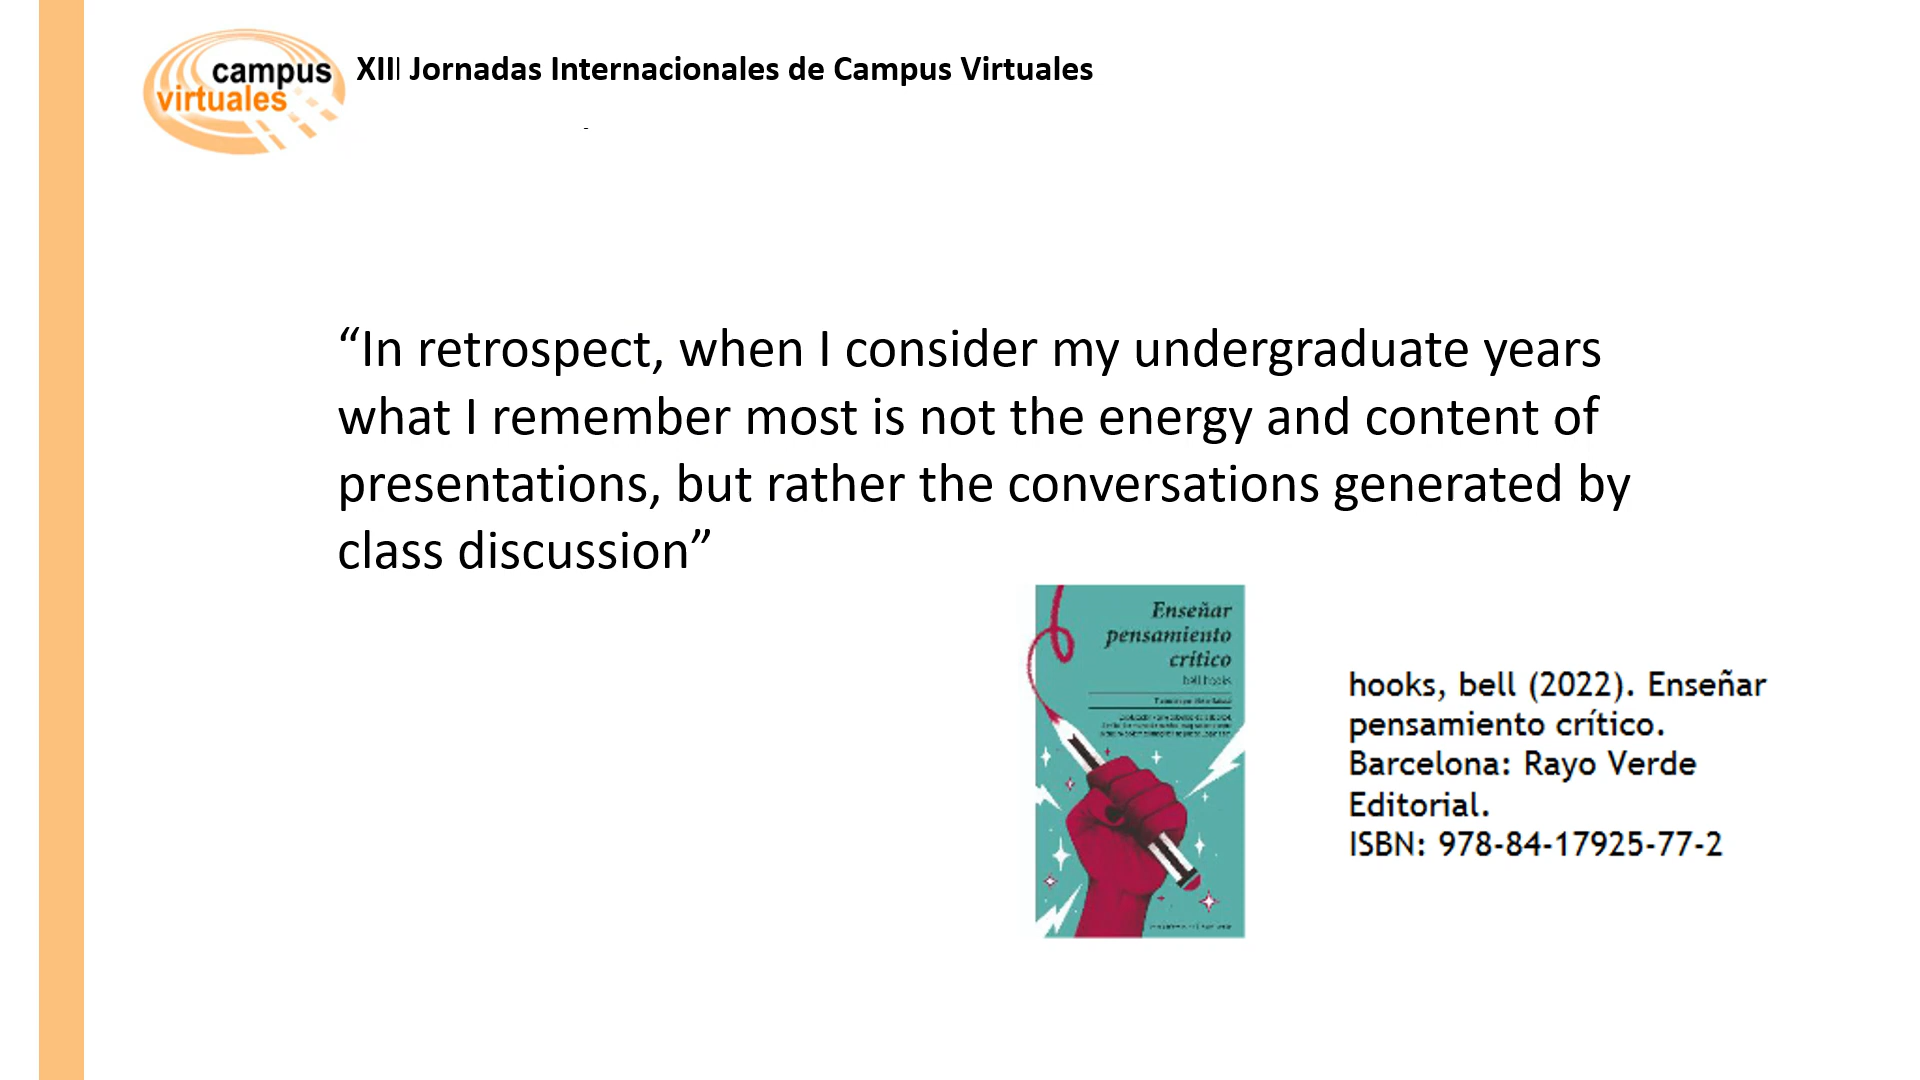 campus
virtuales
XIII Jornadas Internacionales de Campus Virtuales
“In retrospect, when I consider my undergraduate years
what I remember most is not the energy and content of
presentations, but rather the conversations generated by
class discussion”
Enseñar
pensamiento
crítico
bell hooks
hooks, bell (2022). Enseñar
pensamiento crítico.
Barcelona: Rayo Verde
Editorial.
ISBN: 978-84-17925-77-2